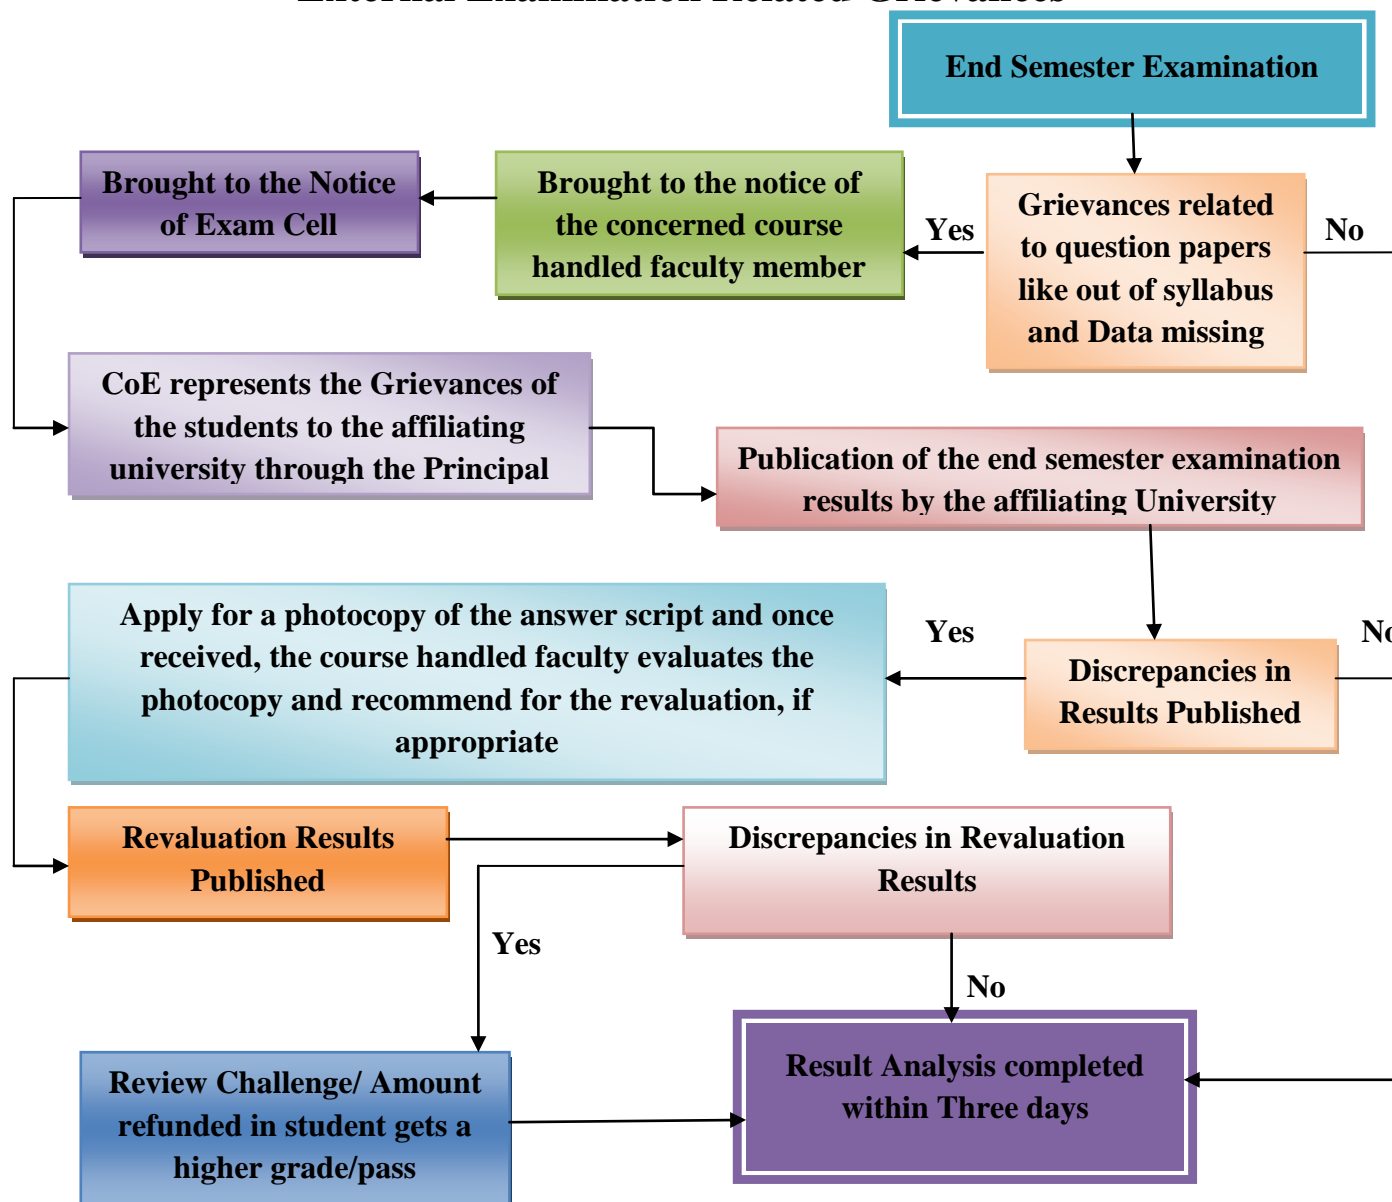 External Examination Related Grievances
End Semester Examination
Grievances related
to question papers
like out of syllabus
and Data missing
Yes
No
Brought to the notice of
the concerned course
handled faculty member
Brought to the Notice
of Exam Cell
CoE represents the Grievances of
the students to the affiliating
university through the Principal
Publication of the end semester examination
results by the affiliating University
Discrepancies in
Results Published
Yes
No
Apply for a photocopy of the answer script and once
received, the course handled faculty evaluates the
photocopy and recommend for the revaluation, if
appropriate
Revaluation Results
Published
Discrepancies in Revaluation
Results
Yes
No
Review Challenge/ Amount
refunded in student gets a
higher grade/pass
Result Analysis completed
within Three days